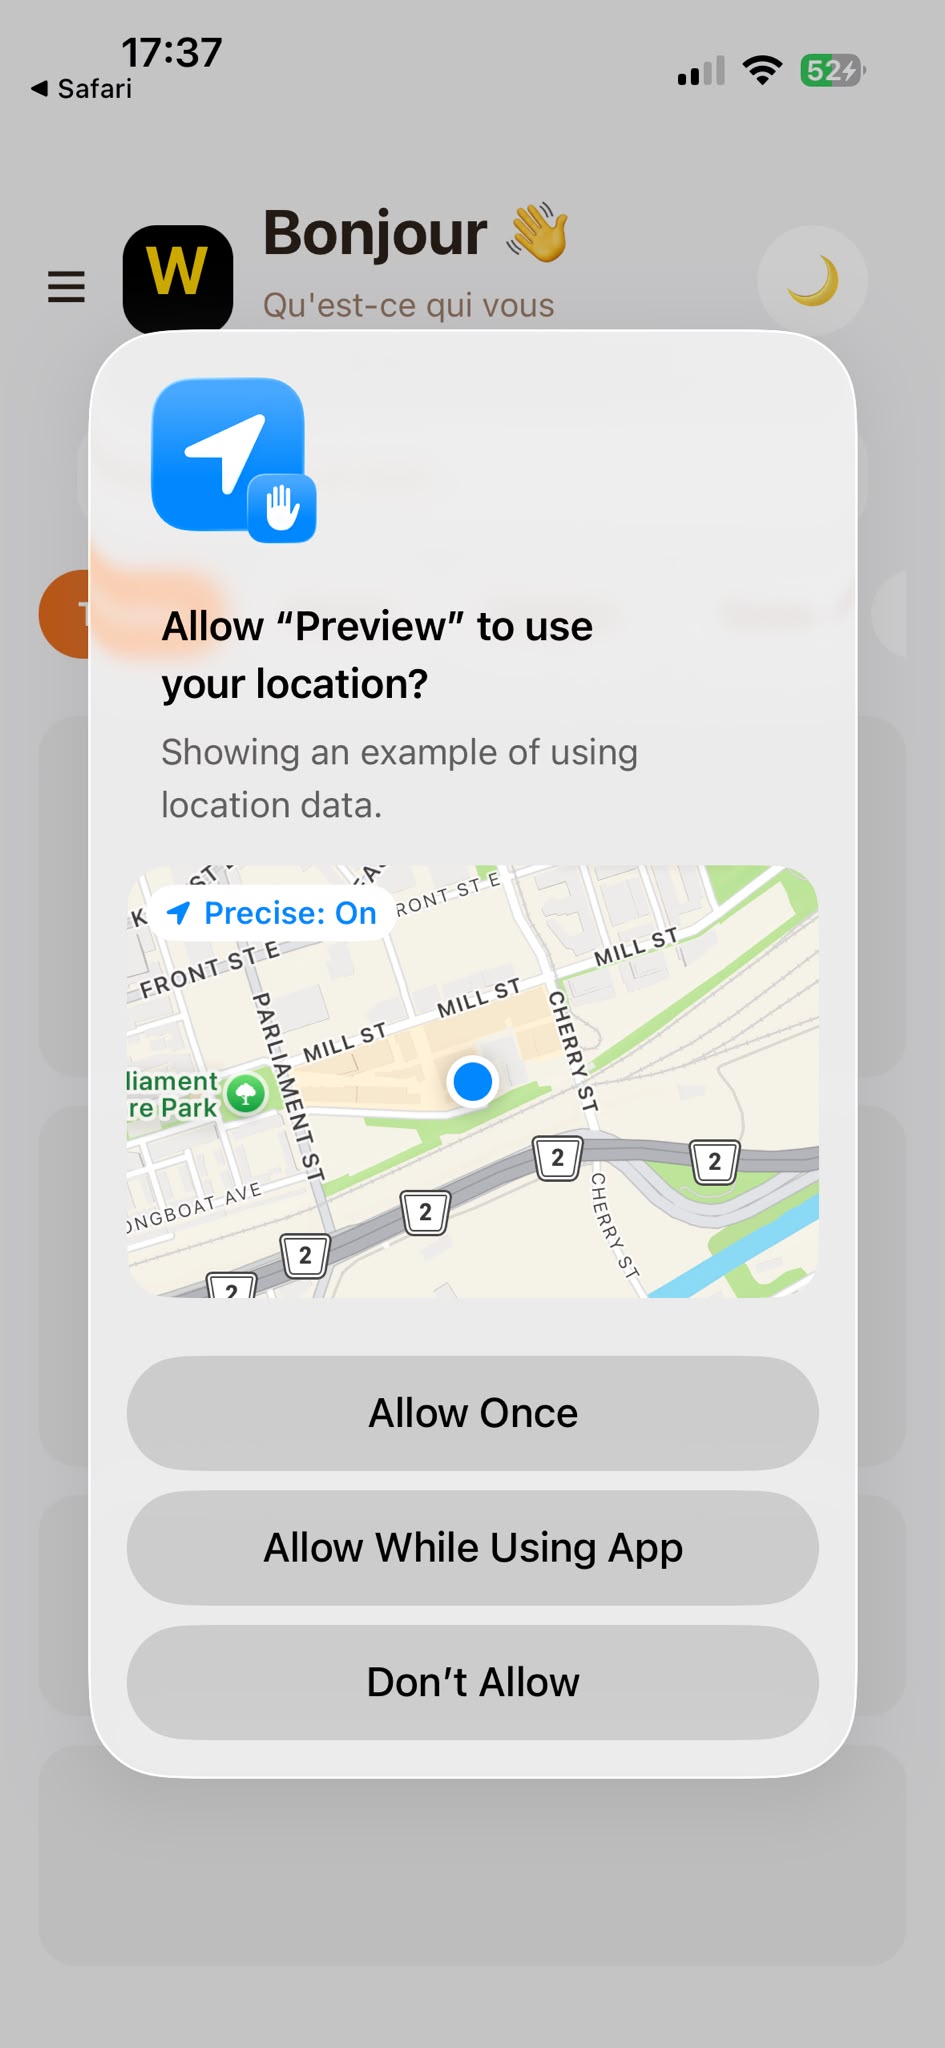 17:37
Safari
52
W
Bonjour 👋
Qu'est-ce qui vous
Allow “Preview” to use
your location?
Showing an example of using
location data.
Precise: On
RONT ST E
FRONT ST E
MILL ST
MILL ST
MILL ST
PARLIAMENT ST
CHERRY ST
liament
re Park
ONGBOAT AVE
CHERRY ST
2
2
2
2
2
Allow Once
Allow While Using App
Don’t Allow